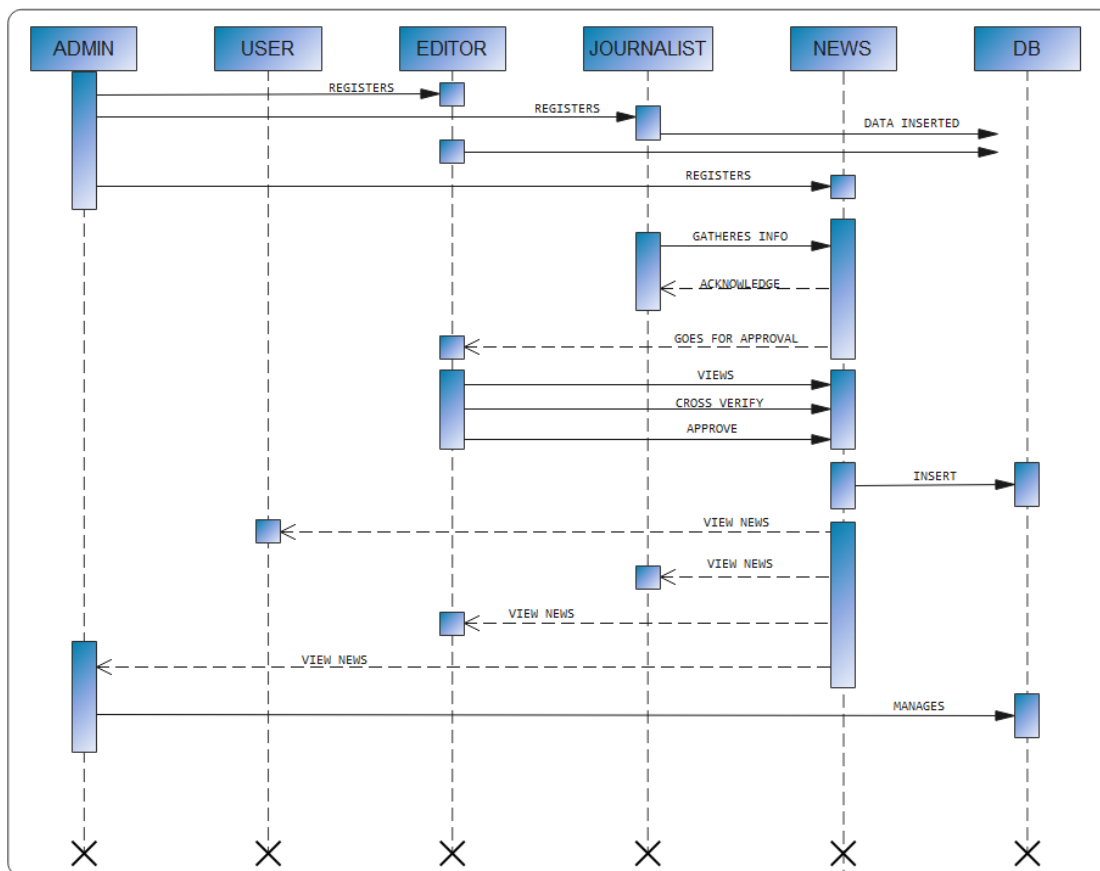 ADMIN
USER
EDITOR
JOURNALIST
NEWS
DB
REGISTERS
REGISTERS
DATA INSERTED
REGISTERS
GATHERES INFO
ACKNOWLEDGE
GOES FOR APPROVAL
VIEWS
CROSS VERIFY
APPROVE
INSERT
VIEW NEWS
VIEW NEWS
VIEW NEWS
VIEW NEWS
MANAGES